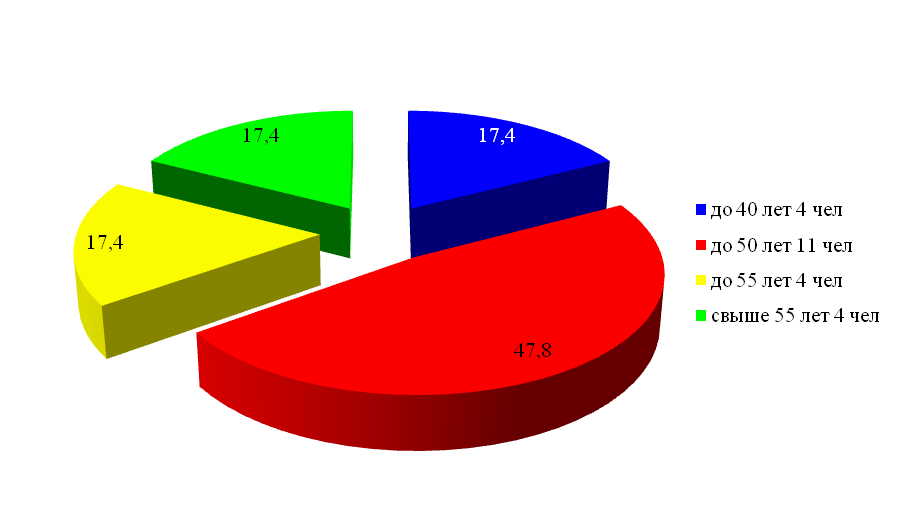 17,4
17,4
17,4
47,8
до 40 лет 4 чел
до 50 лет 11 чел
до 55 лет 4 чел
свыше 55 лет 4 чел